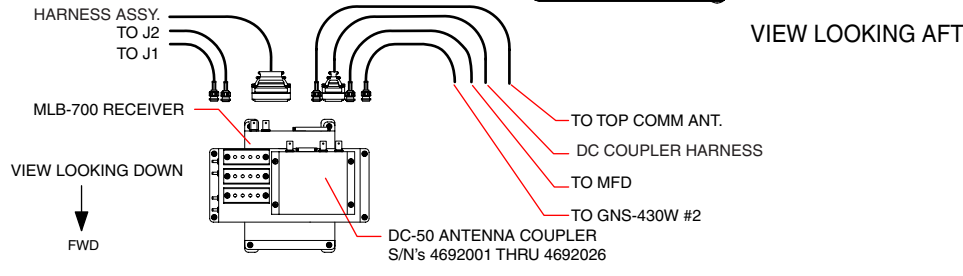 HARNESS ASSY.
TO J2
TO J1
VIEW LOOKING AFT
MLB-700 RECEIVER
TO TOP COMM ANT.
DC COUPLER HARNESS
VIEW LOOKING DOWN
TO MFD
TO GNS-430W #2
FWD
DC-50 ANTENNA COUPLER
S/N's 4692001 THRU 4692026